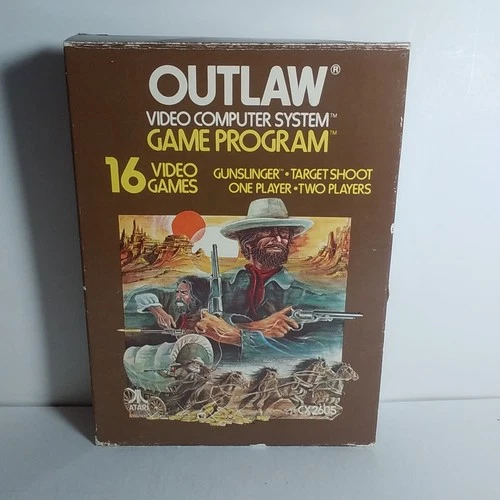 OUTLAW®
VIDEO COMPUTER SYSTEM™
GAME PROGRAM™
16 VIDEO GAMES
GUNSLINGER™•TARGET SHOOT
ONE PLAYER•TWO PLAYERS
ATARI
CX2605